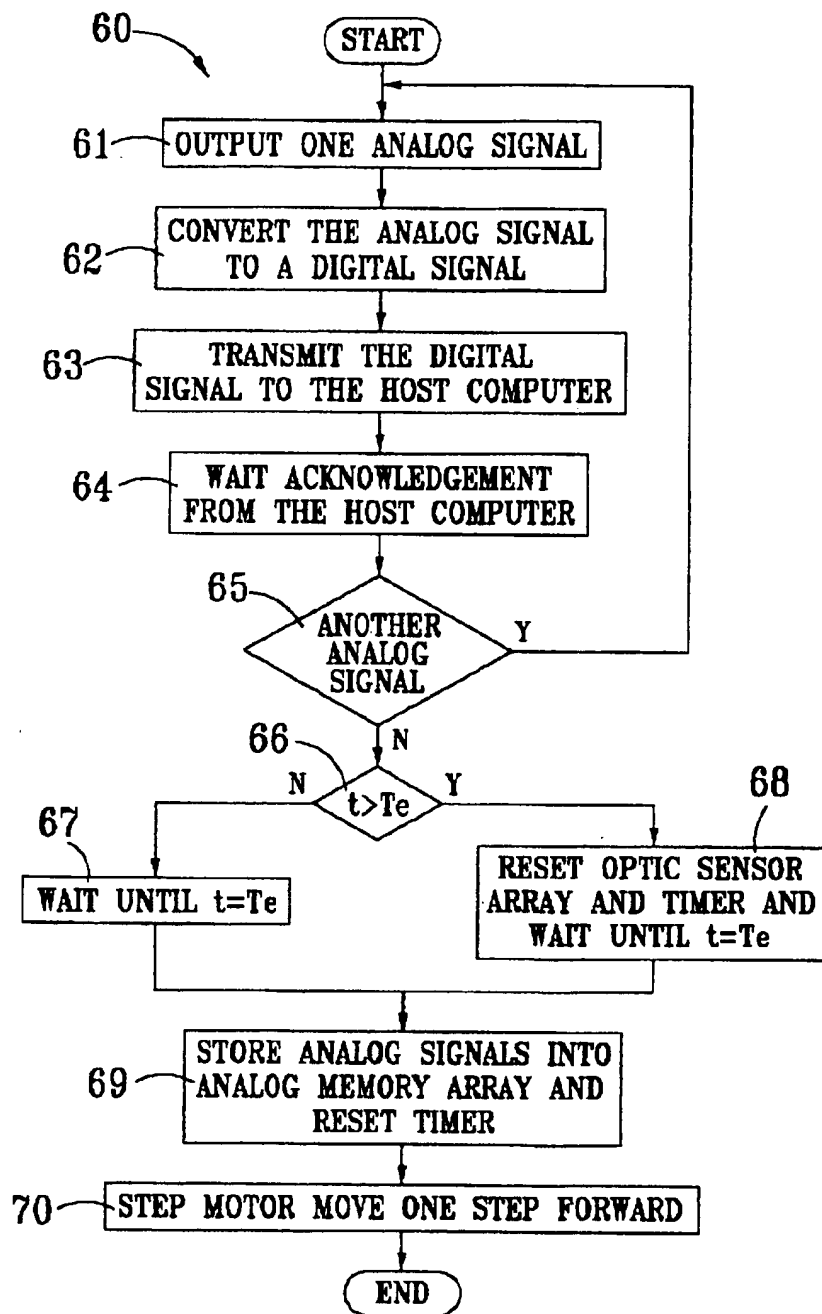 60
START
61
OUTPUT ONE ANALOG SIGNAL
62
CONVERT THE ANALOG SIGNAL
TO A DIGITAL SIGNAL
63
TRANSMIT THE DIGITAL
SIGNAL TO THE HOST COMPUTER
64
WAIT ACKNOWLEDGEMENT
FROM THE HOST COMPUTER
65
ANOTHER
ANALOG
SIGNAL
Y
N
66
t>Te
N
Y
67
WAIT UNTIL t=Te
68
RESET OPTIC SENSOR
ARRAY AND TIMER AND
WAIT UNTIL t=Te
69
STORE ANALOG SIGNALS INTO
ANALOG MEMORY ARRAY AND
RESET TIMER
70
STEP MOTOR MOVE ONE STEP FORWARD
END